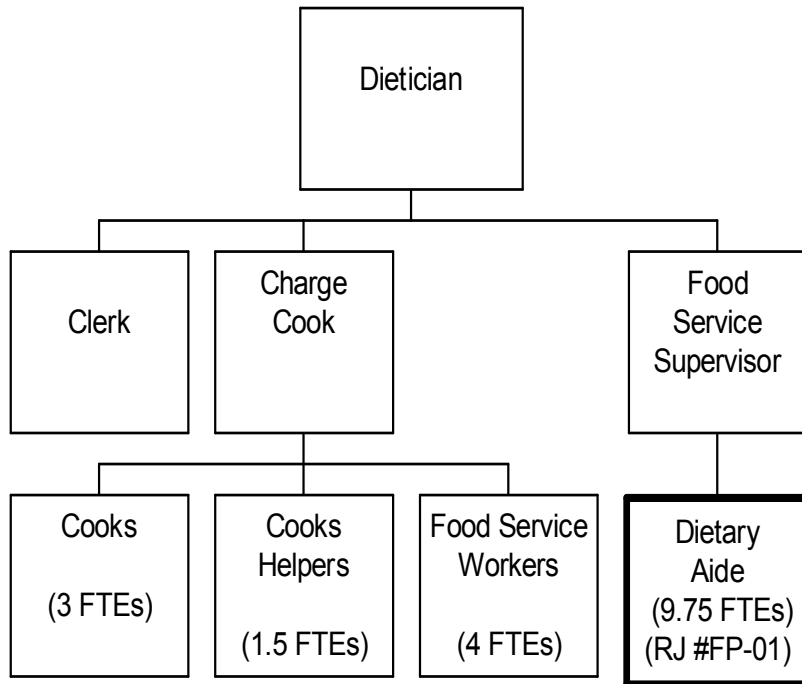 Dietician
Clerk
Charge
Cook
Food
Service
Supervisor
Cooks
(3 FTEs)
Cooks
Helpers
(1.5 FTEs)
Food Service
Workers
(4 FTEs)
Dietary
Aide
(9.75 FTEs)
(RJ #FP-01)